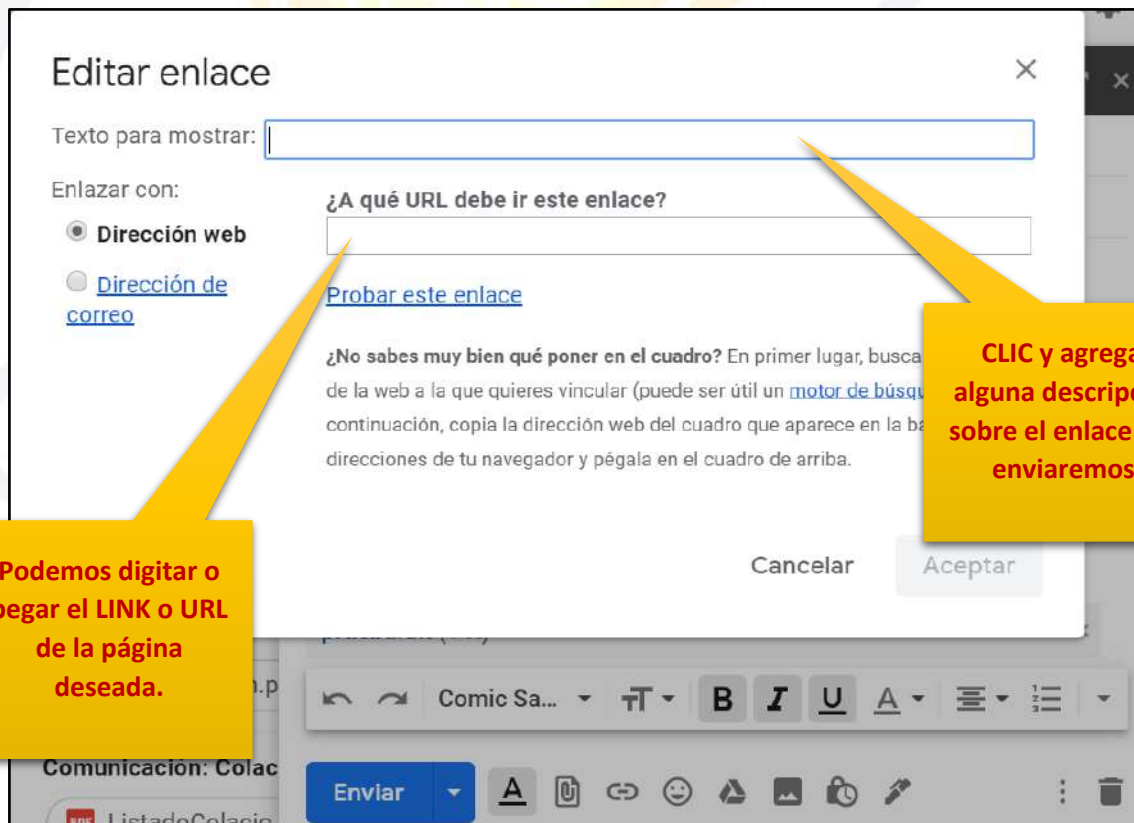 Editar enlace
Texto para mostrar:
Enlazar con:
¿A qué URL debe ir este enlace?
Dirección web
Dirección de
correo
Probar este enlace
¿No sabes muy bien qué poner en el cuadro? En primer lugar, busca
de la web a la que quieres vincular (puede ser útil un motor de
continuación, copia la dirección web del cuadro que aparece en la
direcciones de tu navegador y pégala en el cuadro de arriba.
CLIC y
alguna
sobre el enlace
enviaremos
Cancelar
Aceptar
Podemos digitar o
pegar el LINK o URL
de la página
deseada.
Comic Sa...
B I U A
Comunicación:
Enviar
A
PDF